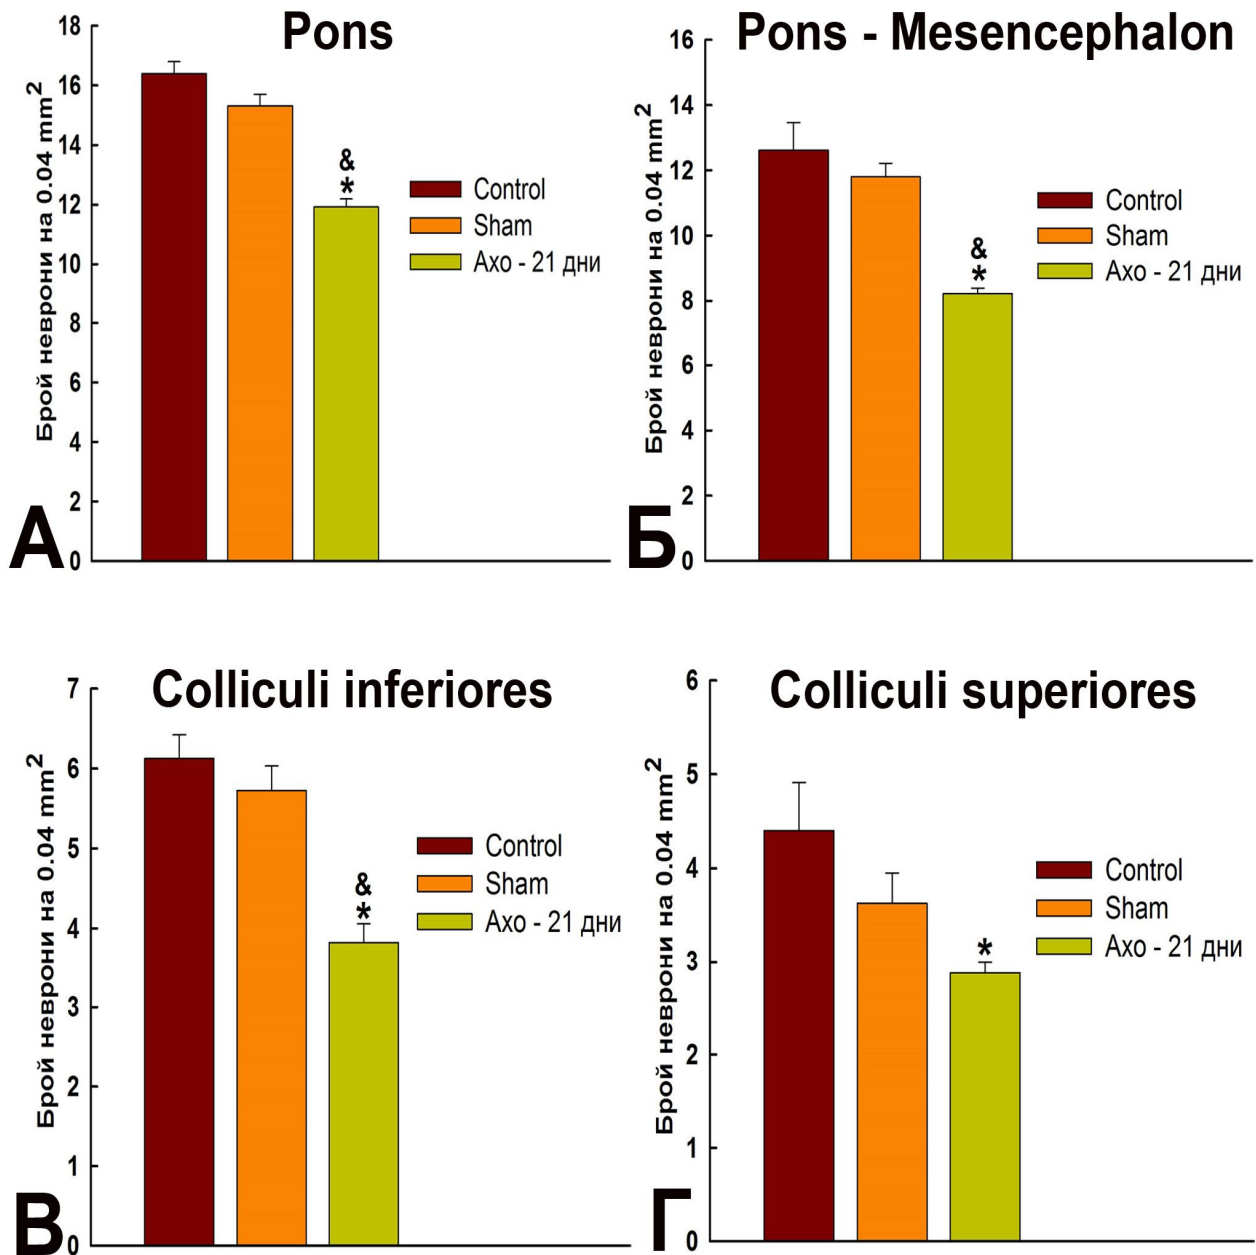 Pons
18
16
14
12
10
8
6
4
2
0
Брой неврони на 0.04 mm2
&
*
Control
Sham
Axo - 21 дни
А
Pons - Mesencephalon
16
14
12
10
8
6
4
2
0
Брой неврони на 0.04 mm2
&
*
Control
Sham
Axo - 21 дни
Б
Colliculi inferiores
7
6
5
4
3
2
1
0
Брой неврони на 0.04 mm2
&
*
Control
Sham
Axo - 21 дни
В
Colliculi superiores
6
5
4
3
2
1
0
Брой неврони на 0.04 mm2
*
Control
Sham
Axo - 21 дни
Г